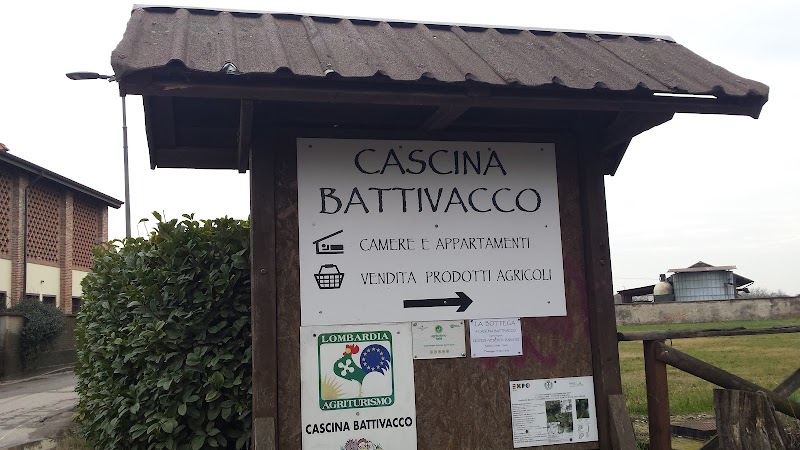 CASCINA
BATTIVACCO
CAMERE E APPARTAMENTI
VENDITA PRODOTTI AGRICOLI
LOMBARDIA
AGRITURISMO
CASCINA BATTIVACCO
LA BOTTEGA
EXPO